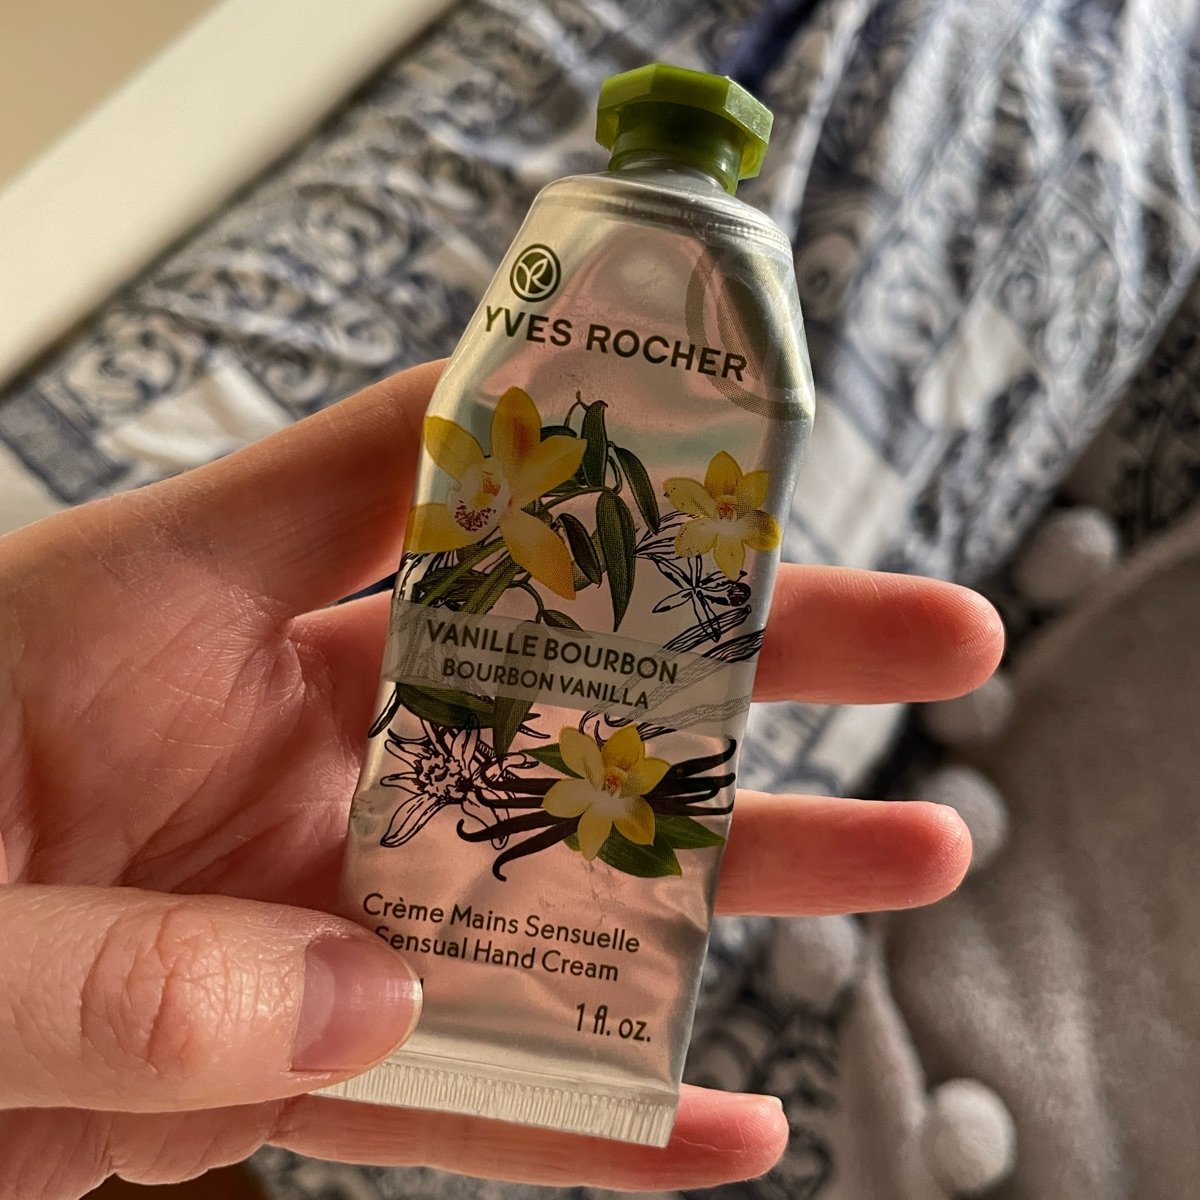 YVES ROCHER
VANILLE BOURBON
BOURBON VANILLA
Crème Mains Sensuelle
Sensual Hand Cream
1 fl. oz.